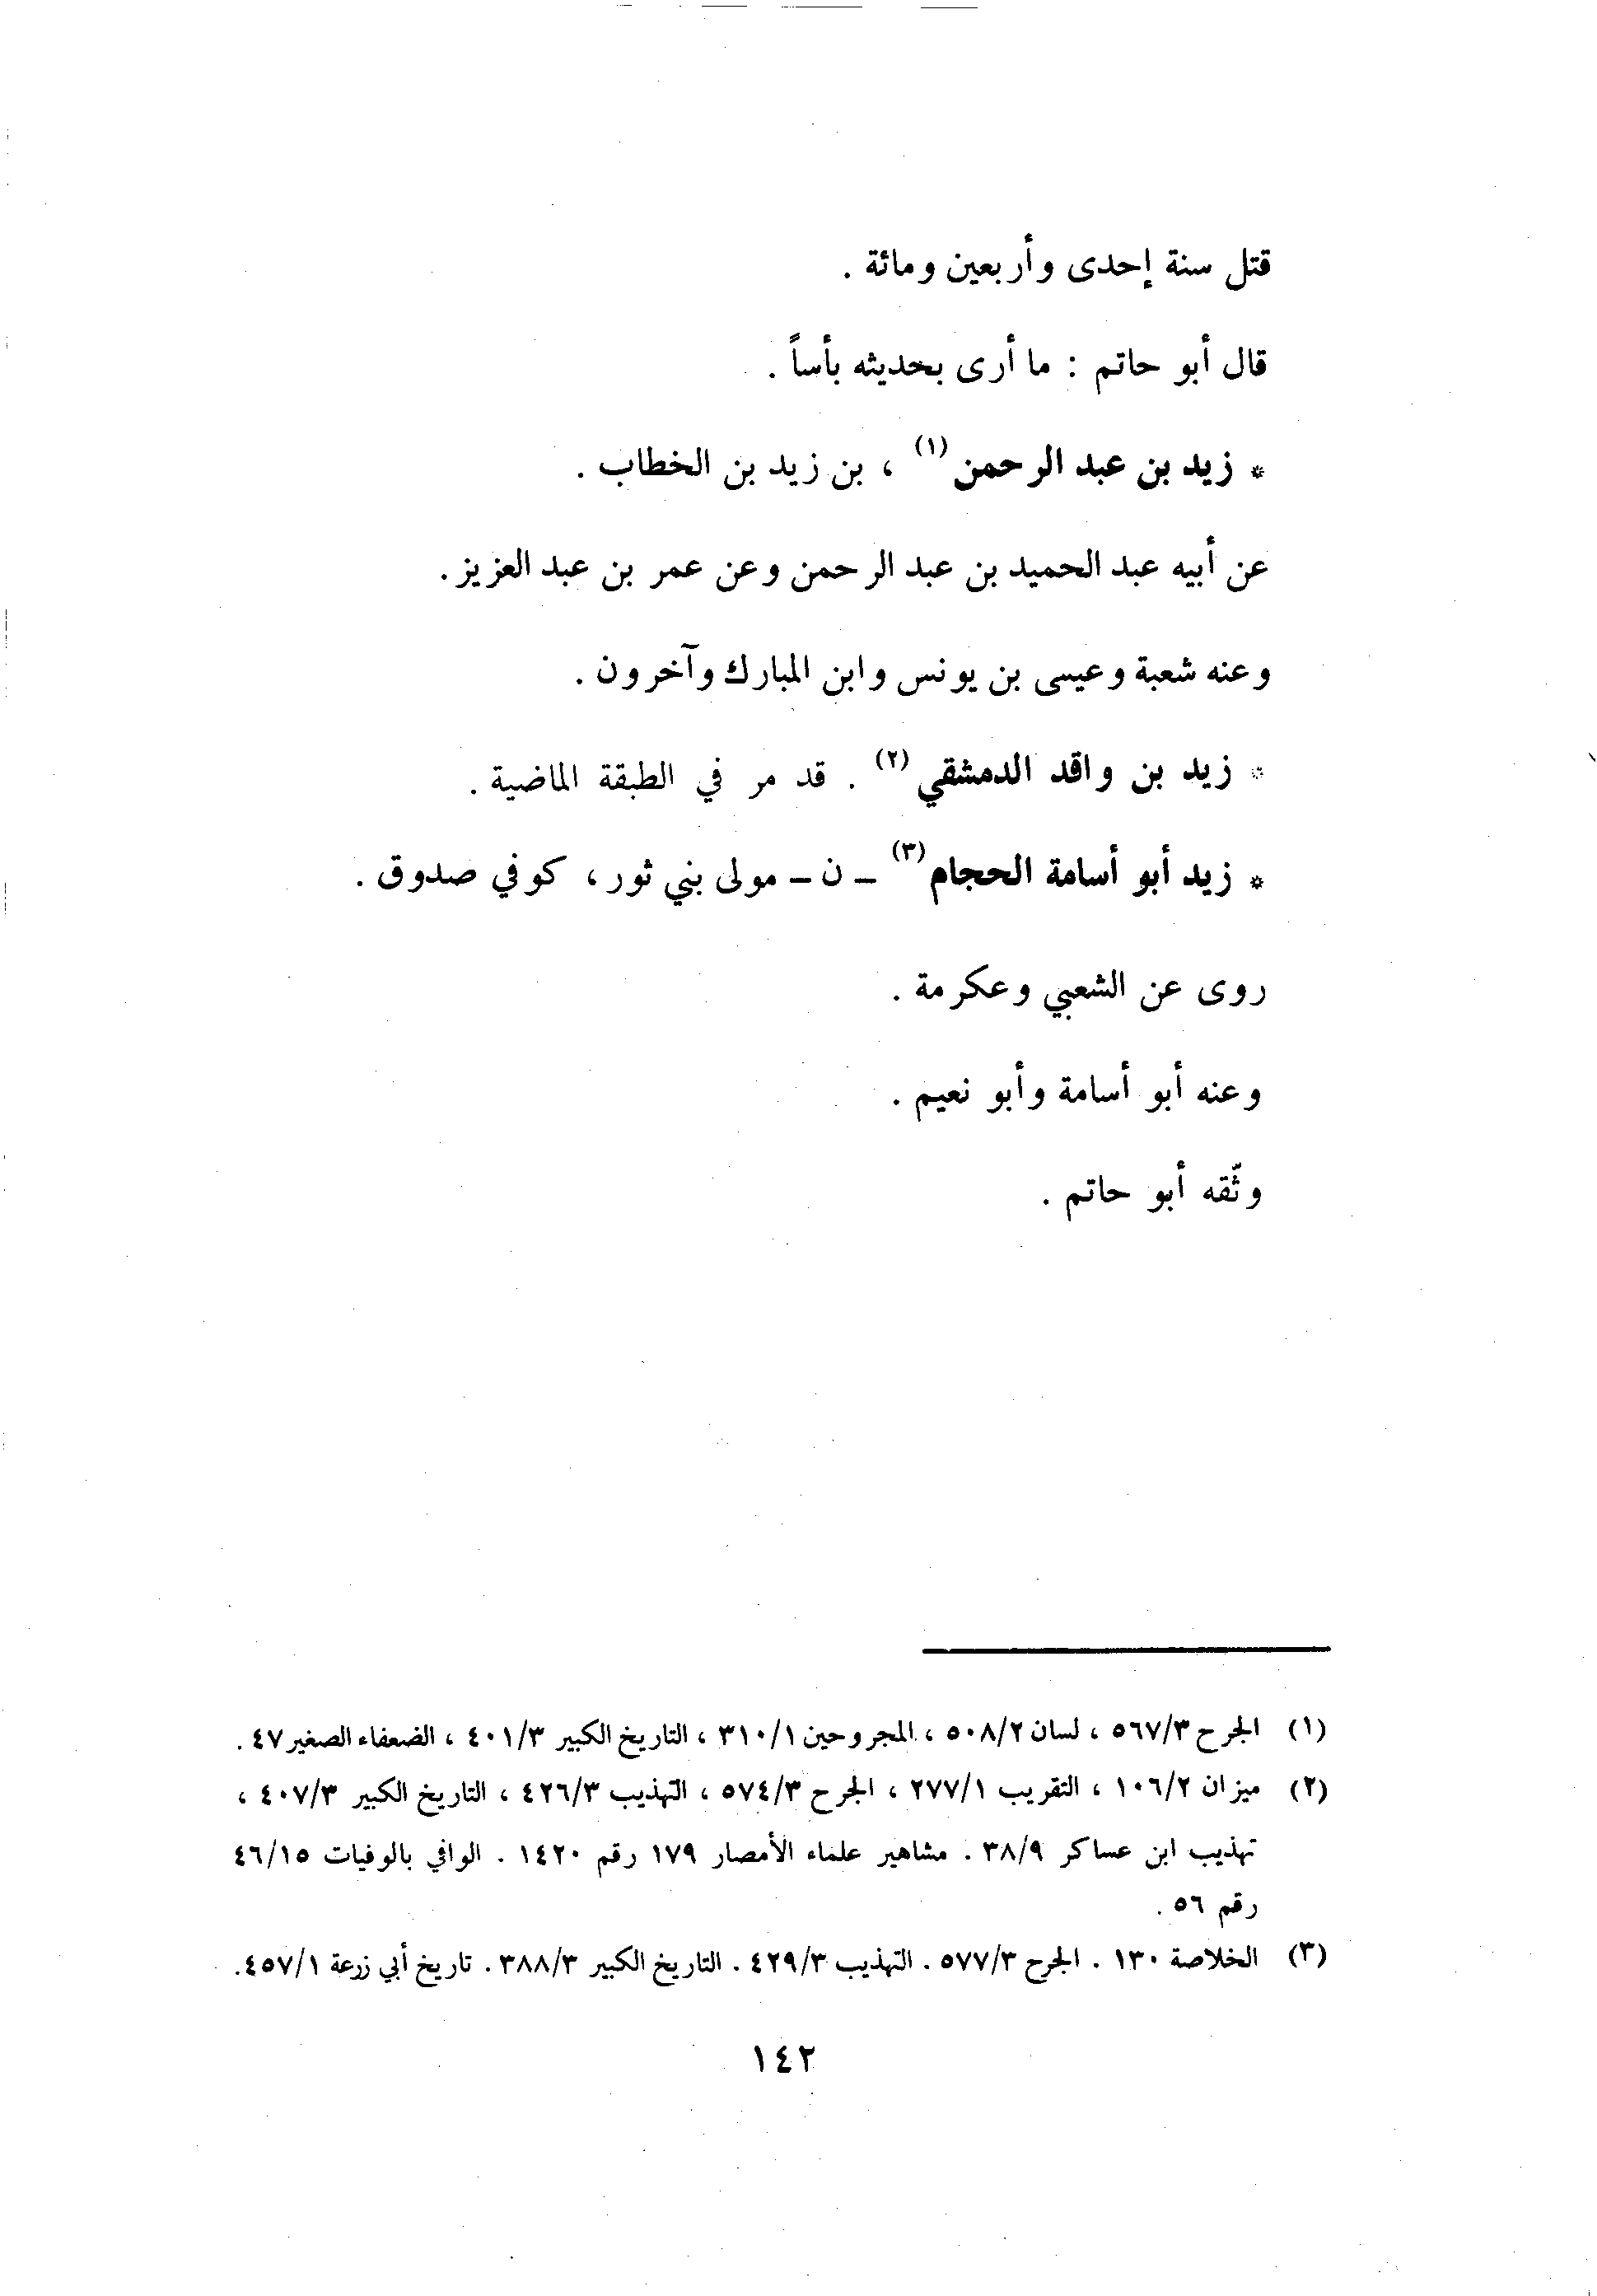 قتل سنة إحدى وأربعين ومائة .
قال أبو حاتم : ما أرى بحديثه بأساً .
* زيد بن عبد الرحمن (١) ، بن زيد بن الخطاب .
عن أبيه عبد الحميد بن عبد الرحمن وعن عمر بن عبد العزيز .
وعنه شعبة وعيسى بن يونس وابن المبارك وآخرون .
* زيد بن واقد الدمشقي (٢) . قد مر في الطبقة الماضية .
* زيد أبو أسامة الحجام (٣) ـ ن ـ مولى بني ثور ، كوفي صدوق .
روى عن الشعبي وعكرمة .
وعنه أبو أسامة وأبو نعيم .
وثّقه أبو حاتم .
(١) الجرح ٥٦٧/٣ ، لسان ٥٠٨/٢ ، المجروحين ٣١٠/١ ، التاريخ الكبير ٤٠١/٣ ، الضعفاء الصغير ٤٧ .
(٢) ميزان ١٠٦/٢ ، التقريب ٢٧٧/١ ، الجرح ٥٧٤/٣ ، التهذيب ٤٢٦/٣ ، التاريخ الكبير ٤٠٧/٣ ،
تهذيب ابن عساكر ٣٨/٩ . مشاهير علماء الأمصار ١٧٩ رقم ١٤٢٠ . الوافي بالوفيات ٤٦/١٥
رقم ٥٦ .
(٣) الخلاصة ١٣٠ . الجرح ٥٧٧/٣ . التهذيب ٤٢٩/٣ . التاريخ الكبير ٣٨٨/٣ . تاريخ أبي زرعة ٤٥٧/١ .
١٤٢